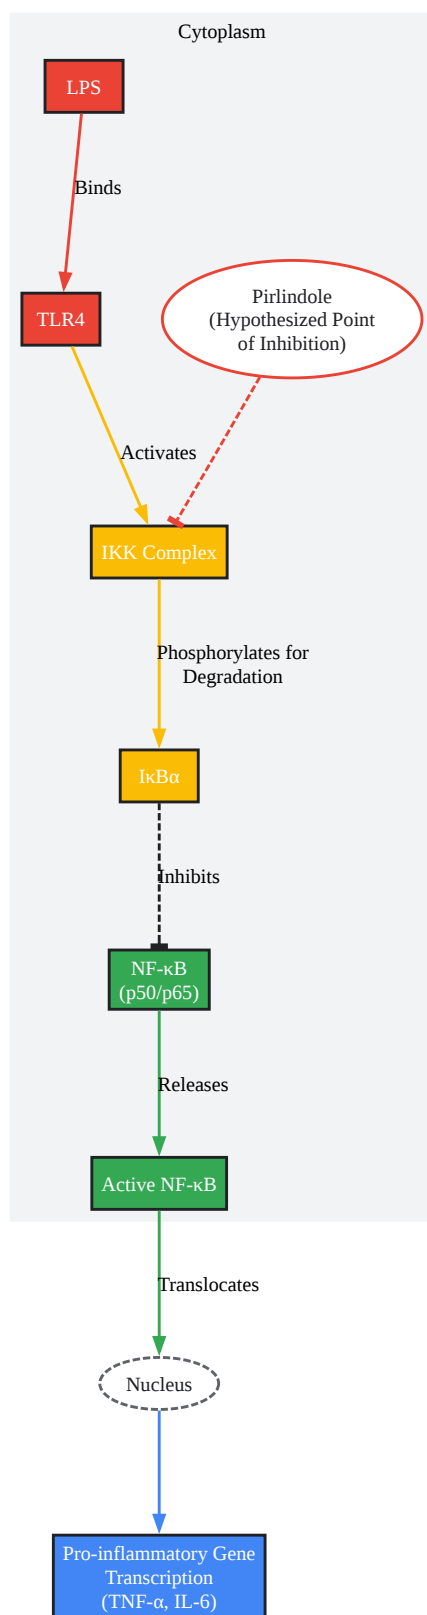 Cytoplasm
LPS
Binds
TLR4
Pirlindole
(Hypothesized Point
of Inhibition)
Activates
IKK Complex
Phosphorylates for
Degradation
IκBα
Inhibits
NF-κB
(p50/p65)
Releases
Active NF-κB
Translocates
Nucleus
Pro-inflammatory Gene
Transcription
(TNF-α, IL-6)